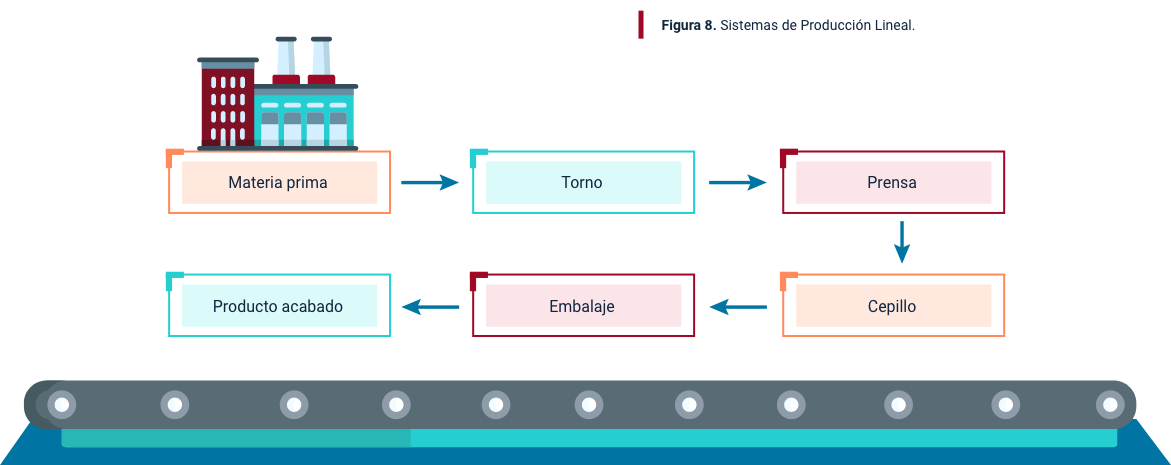 Figura 8. Sistemas de Producción Lineal.
Materia prima
Torno
Prensa
Producto acabado
Embalaje
Cepillo